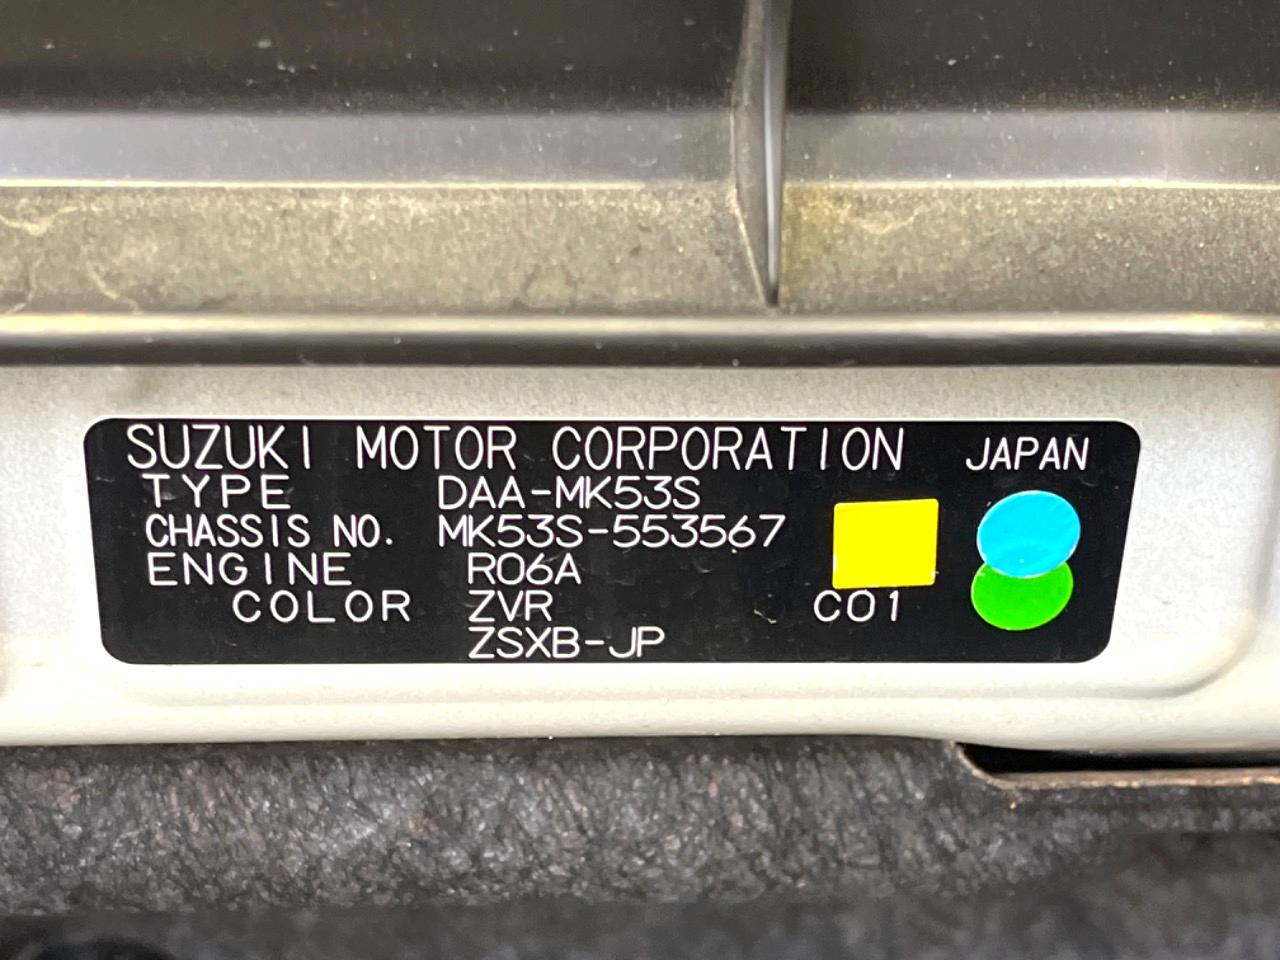 SUZUKI MOTOR CORPORATION JAPAN
TYPE DAA-MK53S
CHASSIS NO. MK53S-553567
ENGINE R06A
COLOR ZVR C01
ZSXB-JP